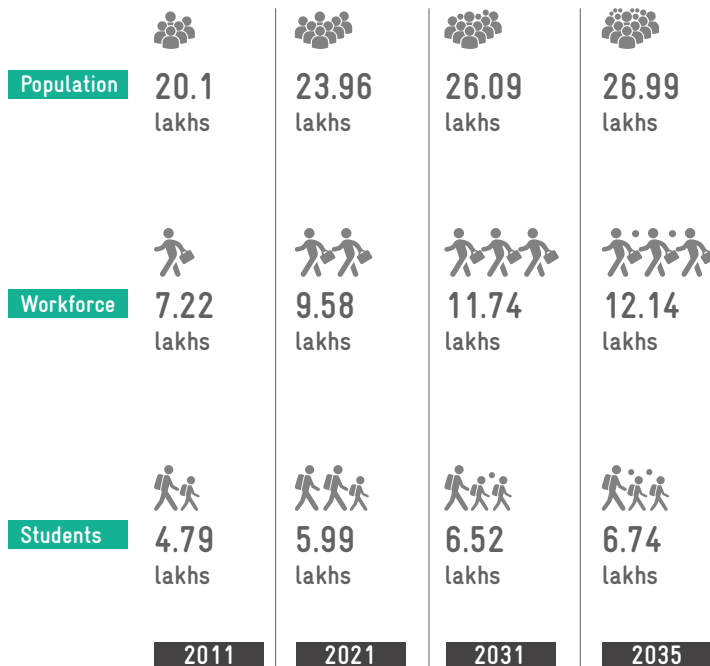 Population 20.1 23.96 26.09 26.99
lakhs lakhs lakhs lakhs
Workforce 7.22 9.58 11.74 12.14
lakhs lakhs lakhs lakhs
Students 4.79 5.99 6.52 6.74
lakhs lakhs lakhs lakhs
2011 2021 2031 2035